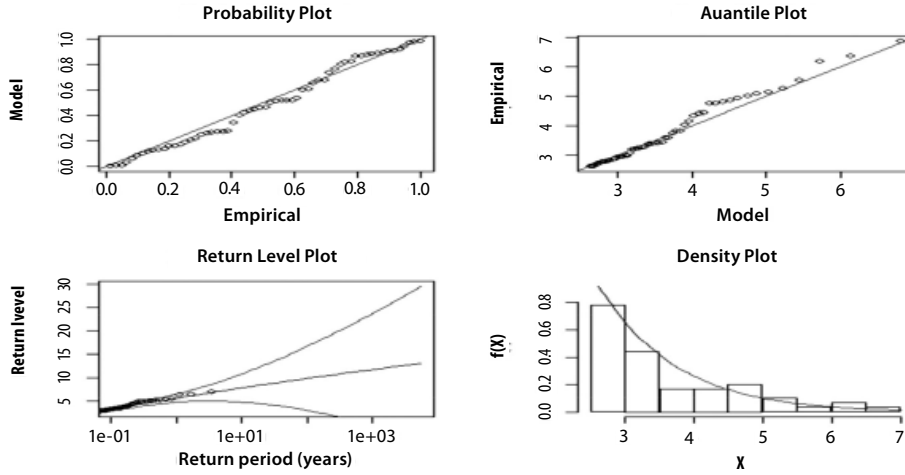 Probability Plot
Model
0.0 0.2 0.4 0.6 0.8 1.0
0.0 0.2 0.4 0.6 0.8 1.0
Empirical
Auantile Plot
Empirical
3 4 5 6 7
3 4 5 6
Model
Return Level Plot
Return lvevel
5 10 15 20 25 30
1e-01 1e+01 1e+03
Return period (years)
Density Plot
f(X)
0.0 0.2 0.4 0.8
3 4 5 6 7
X